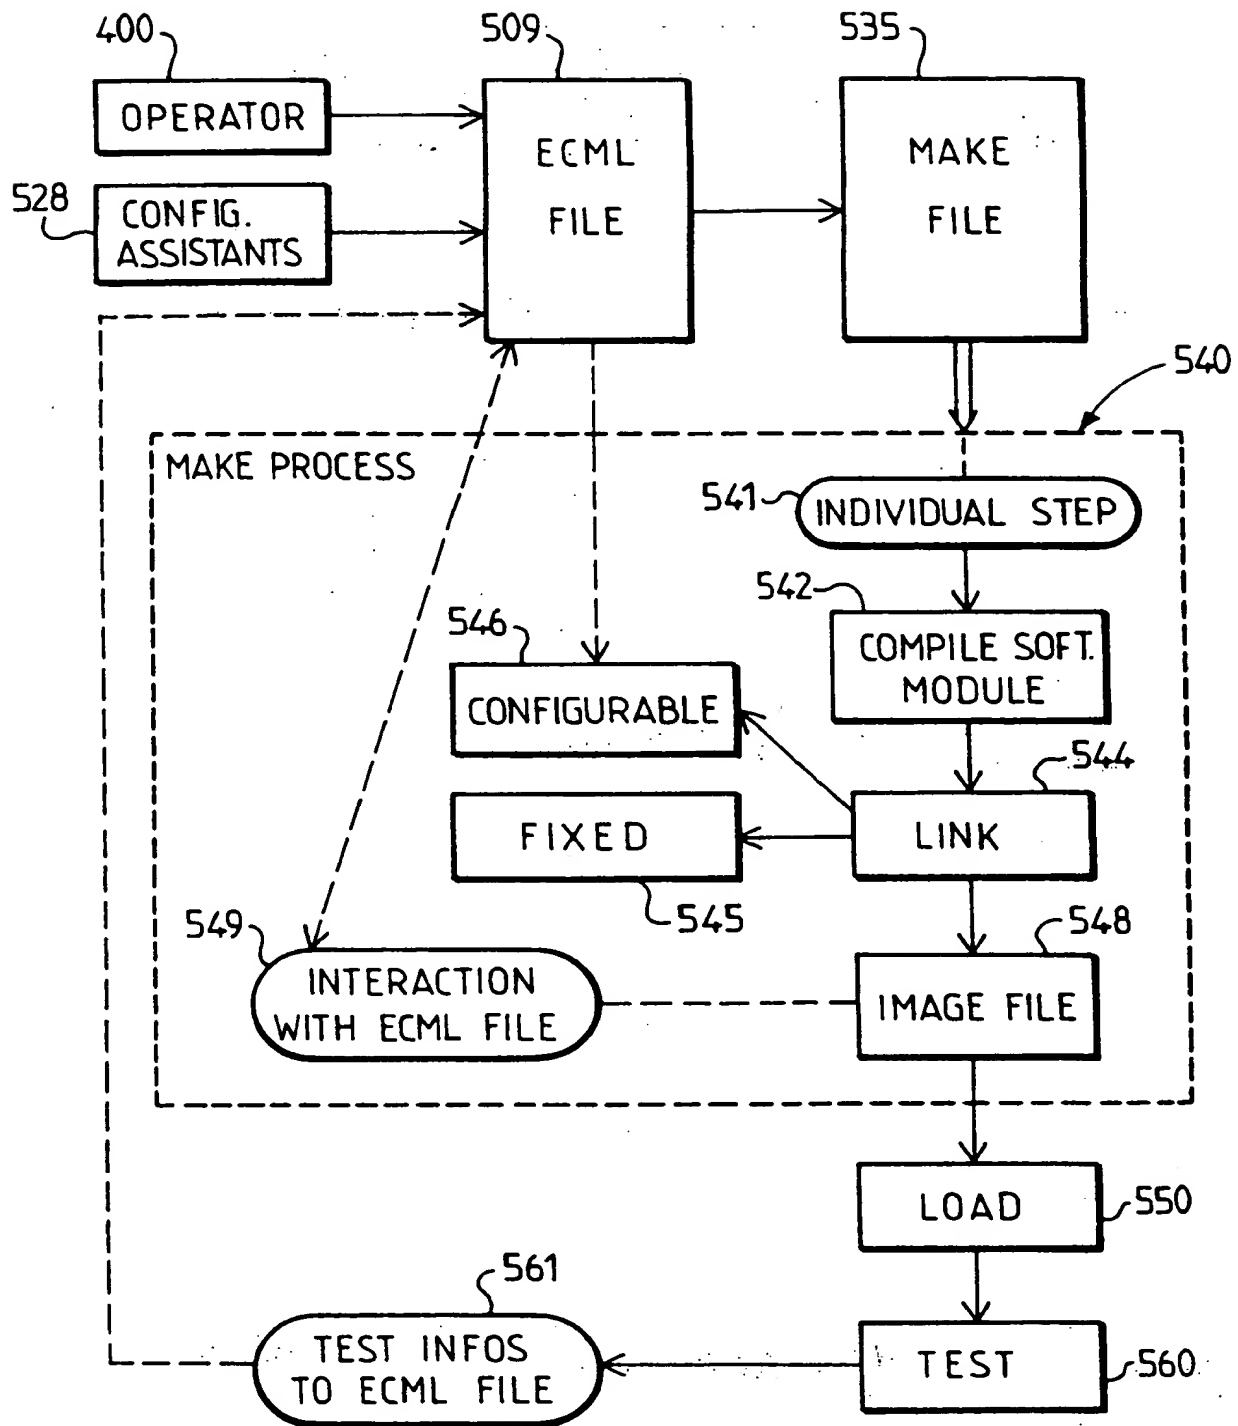 400
509
535
OPERATOR
ECML
FILE
MAKE
FILE
528
CONFIG.
ASSISTANTS
540
MAKE PROCESS
541
INDIVIDUAL STEP
542
COMPILE SOFT.
MODULE
546
CONFIGURABLE
544
LINK
FIXED
545
548
IMAGE FILE
549
INTERACTION
WITH ECML FILE
LOAD
550
561
TEST INFOS
TO ECML FILE
TEST
560